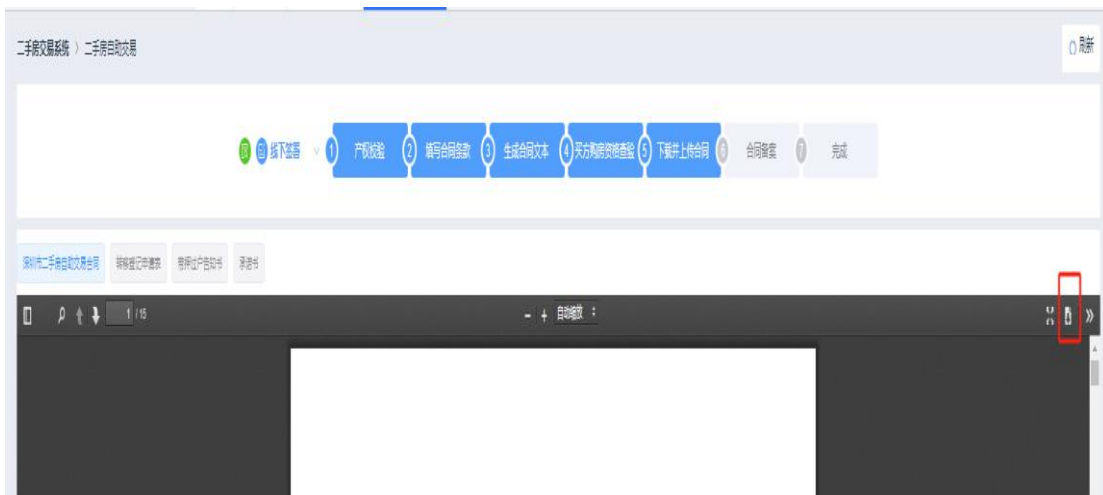 二手房交易系统 〉 二手房自助交易
刷新
线下签署 1 产权校验 2 填写合同条款 3 生成合同文本 4 买方购房资格查验 5 下载并上传合同 6 合同备案 7 完成
深圳市二手房自助交易合同 转移登记申请表 带押过户告知书 承诺书
1 / 15 - + 自动缩放